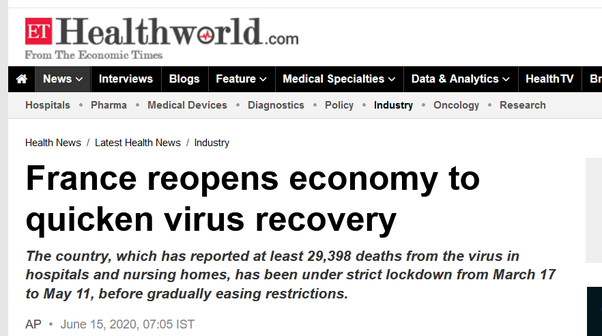 ET Healthworld.com
From The Economic Times
News Interviews Blogs Feature Medical Specialties Data & Analytics HealthTV Br
Hospitals • Pharma • Medical Devices • Diagnostics • Policy • Industry • Oncology • Research
Health News / Latest Health News / Industry
France reopens economy to
quicken virus recovery
The country, which has reported at least 29,398 deaths from the virus in
hospitals and nursing homes, has been under strict lockdown from March 17
to May 11, before gradually easing restrictions.
AP • June 15, 2020, 07:05 IST